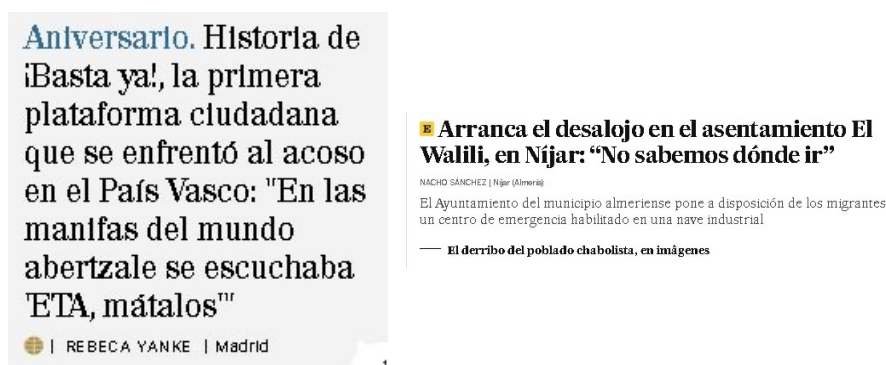 Aniversario. Historia de
¡Basta ya!, la primera
plataforma ciudadana
que se enfrentó al acoso
en el País Vasco: "En las
manifas del mundo
abertzale se escuchaba
'ETA, mátalos'"
| REBECA YANKE | Madrid
E Arranca el desalojo en el asentamiento El
Walili, en Níjar: “No sabemos dónde ir”
NACHO SÁNCHEZ | Níjar (Almería)
El Ayuntamiento del municipio almeriense pone a disposición de los migrantes
un centro de emergencia habilitado en una nave industrial
El derribo del poblado chabolista, en imágenes